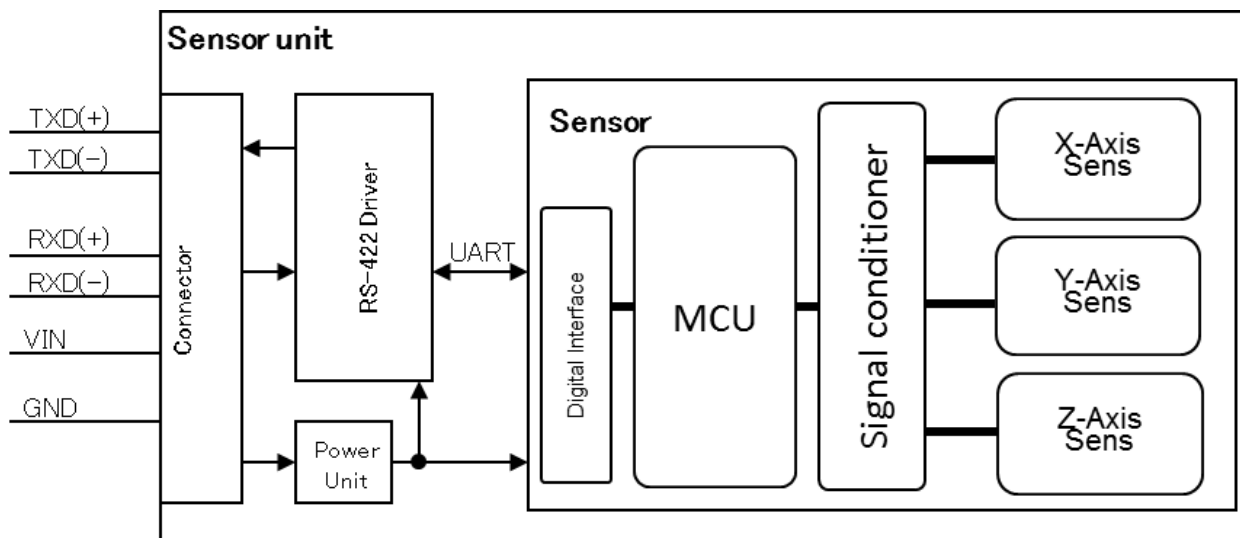 Sensor unit
TXD(+)
TXD(-)
RXD(+)
RXD(-)
VIN
GND
Connector
RS-422 Driver
Power
Unit
UART
Sensor
Digital Interface
MCU
Signal conditioner
X-Axis
Sens
Y-Axis
Sens
Z-Axis
Sens